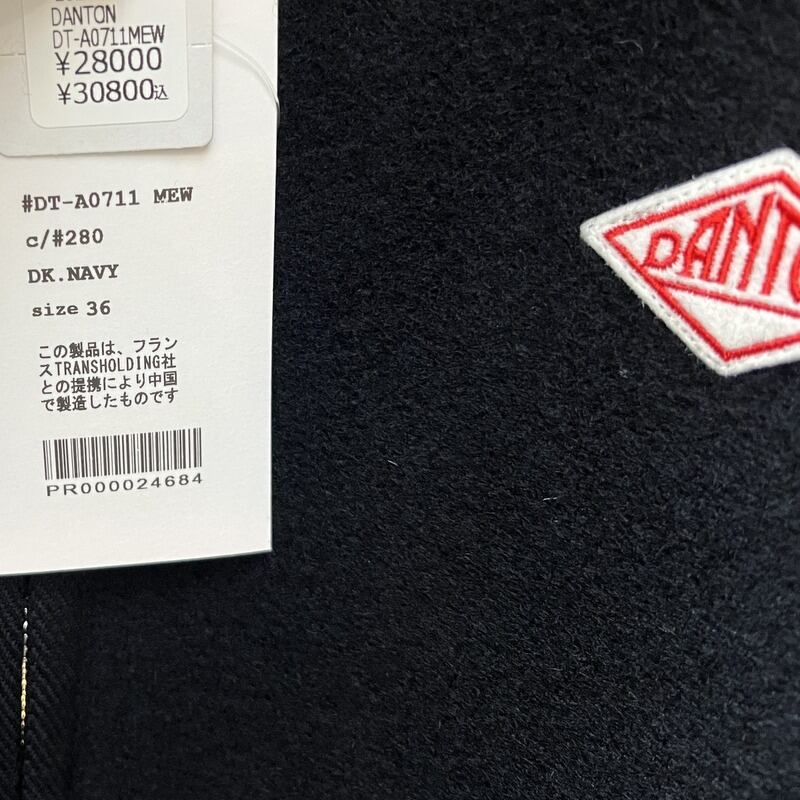 DANTON
DT-A0711MEW
¥28000
¥30800込
#DT-A0711 MEW
c/#280
DK.NAVY
size 36
この製品は、フラン
スTRANSHOLDING社
との提携により中国
で製造したものです
PR000024684
DANTO